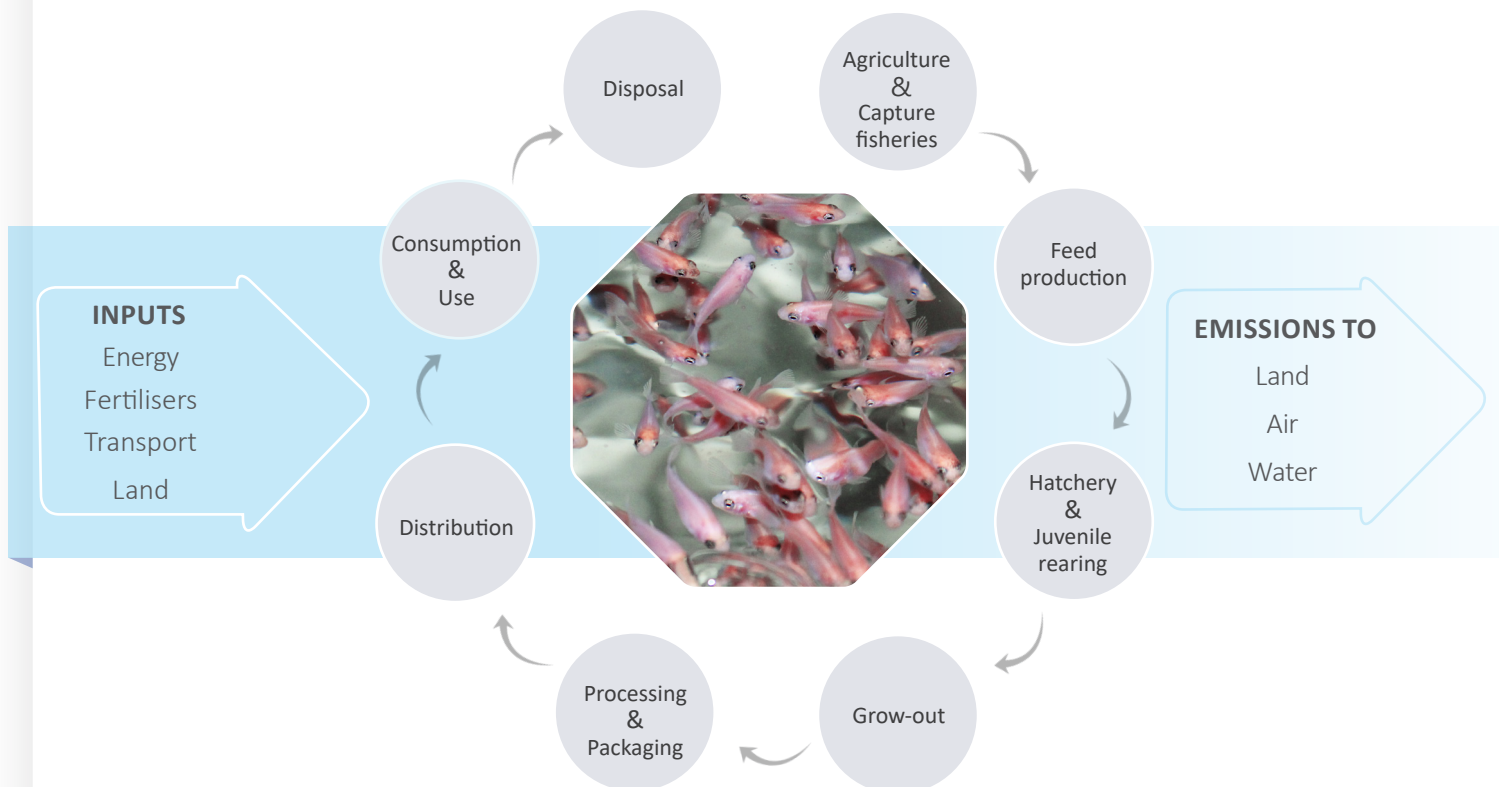 Disposal
Agriculture
&
Capture
fisheries
Consumption
&
Use
Feed
production
INPUTS
Energy
Fertilisers
Transport
Land
EMISSIONS TO
Land
Air
Water
Distribution
Hatchery
&
Juvenile
rearing
Processing
&
Packaging
Grow-out